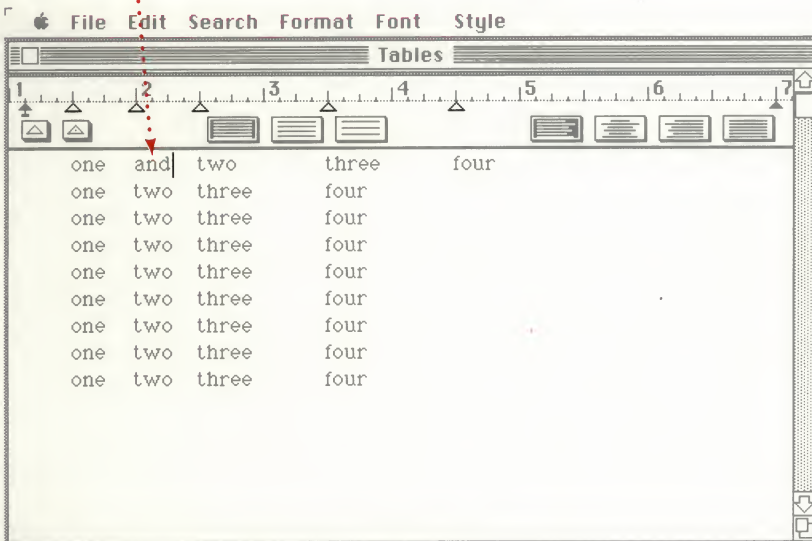 File Edit Search Format Font Style
Tables
1 2 3 4 5 6 7
one and two three four
one two three four
one two three four
one two three four
one two three four
one two three four
one two three four
one two three four
one two three four